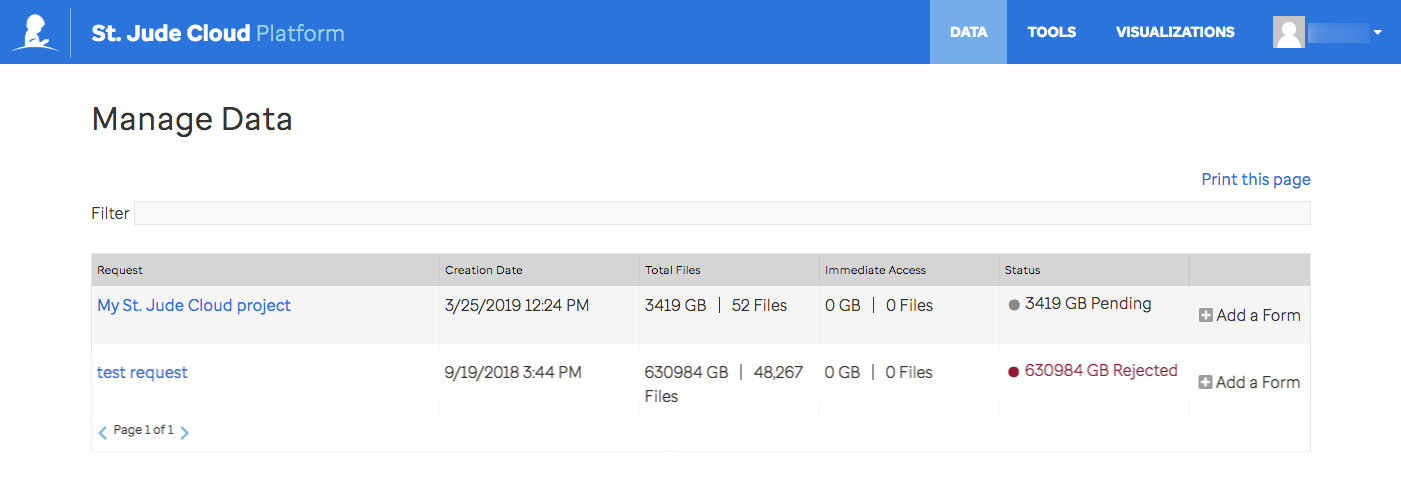 St. Jude Cloud Platform
DATA
TOOLS
VISUALIZATIONS
Manage Data
Print this page
Filter
Request Creation Date Total Files Immediate Access Status
My St. Jude Cloud project 3/25/2019 12:24 PM 3419 GB | 52 Files 0 GB | 0 Files 3419 GB Pending Add a Form
test request 9/19/2018 3:44 PM 630984 GB | 48,267 0 GB | 0 Files 630984 GB Rejected Add a Form
Files
Page 1 of 1